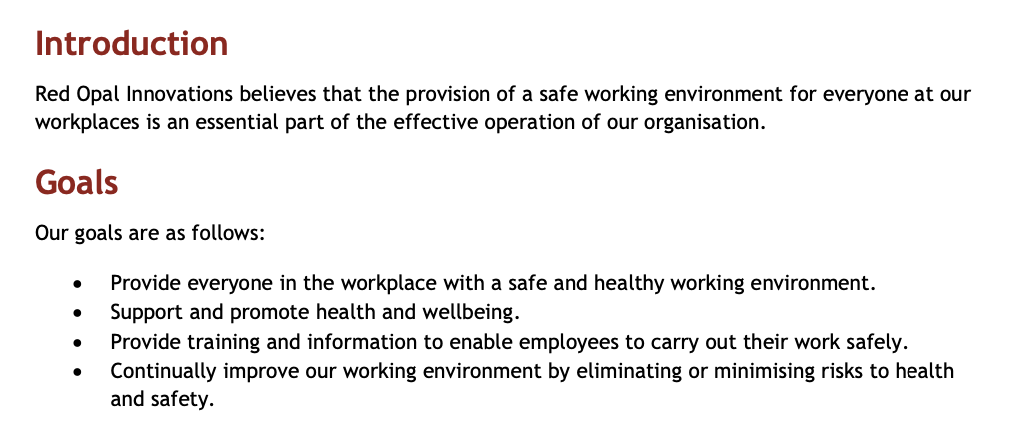 Introduction
Red Opal Innovations believes that the provision of a safe working environment for everyone at our
workplaces is an essential part of the effective operation of our organisation.
Goals
Our goals are as follows:
• Provide everyone in the workplace with a safe and healthy working environment.
• Support and promote health and wellbeing.
• Provide training and information to enable employees to carry out their work safely.
• Continually improve our working environment by eliminating or minimising risks to health
and safety.